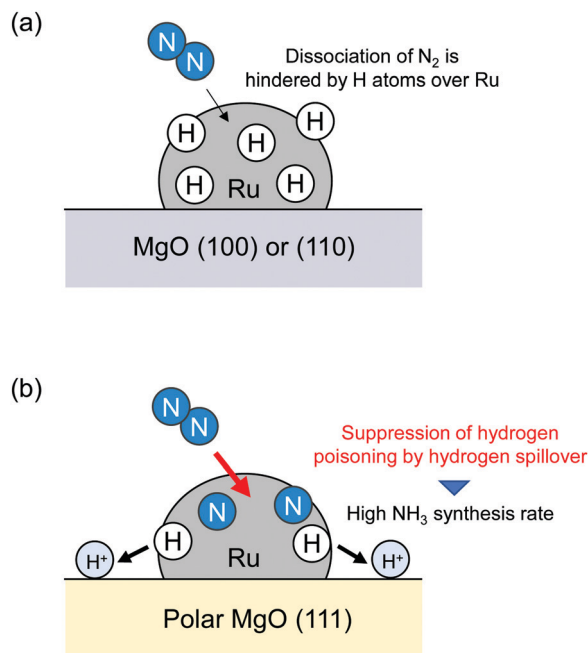 (a)
N
N
Dissociation of N₂ is
hindered by H atoms over Ru
H
H
H
H
H
Ru
MgO (100) or (110)
(b)
N
N
Suppression of hydrogen
poisoning by hydrogen spillover
High NH₃ synthesis rate
N
N
H
H
H⁺
Ru
H⁺
Polar MgO (111)